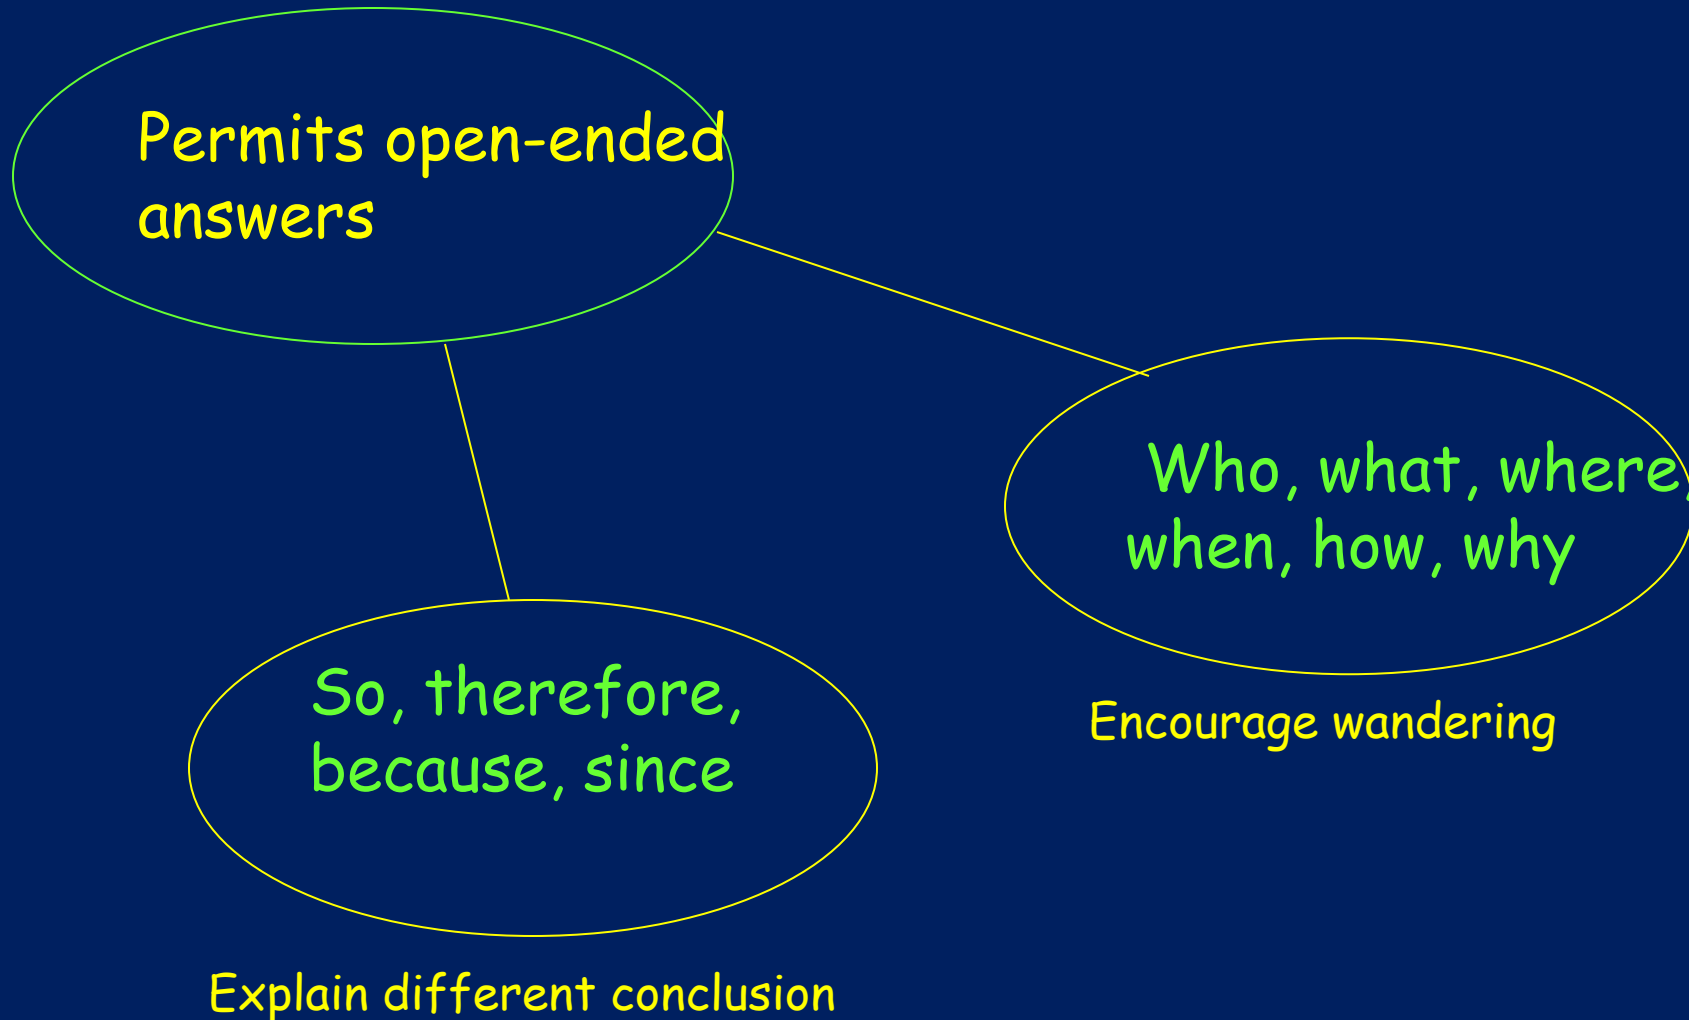 Permits open-ended
answers
Who, what, where,
when, how, why
Encourage wandering
So, therefore,
because, since
Explain different conclusion